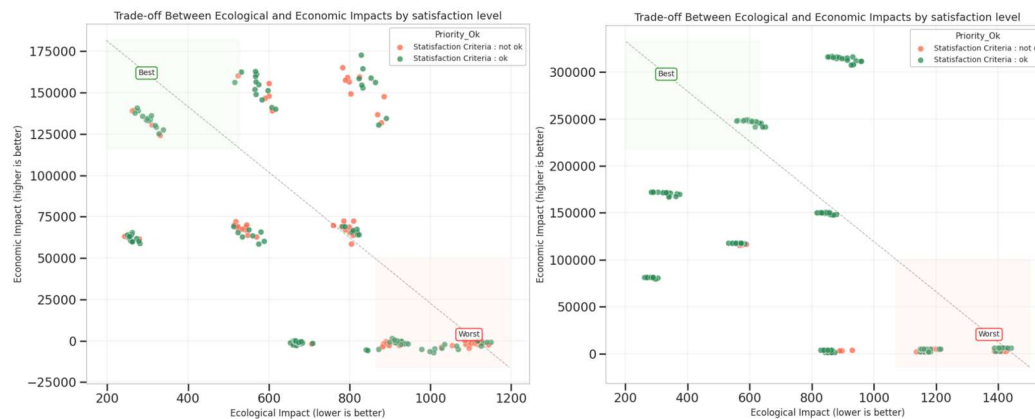 Trade-off Between Ecological and Economic Impacts by satisfaction level
Priority_Ok
Statisfaction Criteria : not ok
Statisfaction Criteria : ok
Best
Worst
175000
150000
125000
100000
75000
50000
25000
0
−25000
Economic Impact (higher is better)
200
400
600
800
1000
1200
Ecological Impact (lower is better)
Trade-off Between Ecological and Economic Impacts by satisfaction level
Priority_Ok
Statisfaction Criteria : not ok
Statisfaction Criteria : ok
Best
Worst
300000
250000
200000
150000
100000
50000
0
Economic Impact (higher is better)
200
400
600
800
1000
1200
1400
Ecological Impact (lower is better)